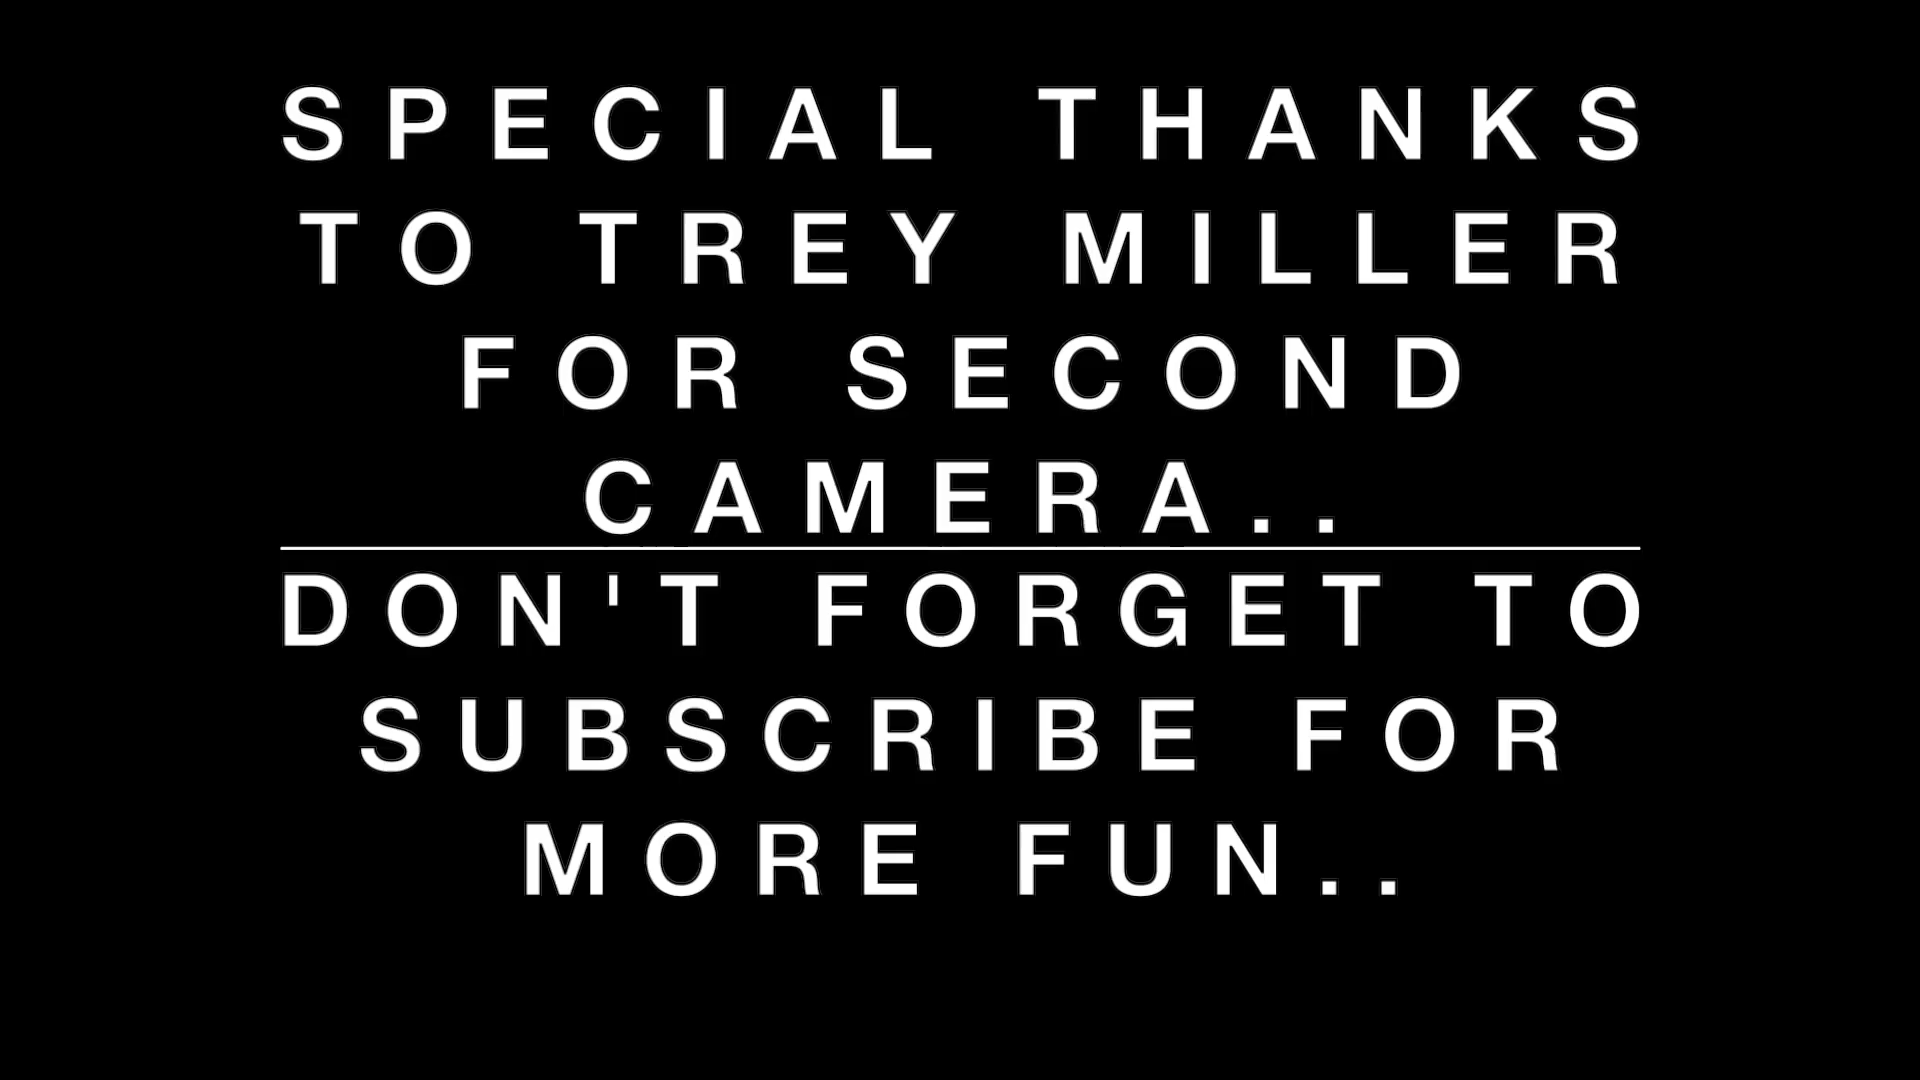 SPECIAL THANKS
TO TREY MILLER
FOR SECOND
CAMERA..
DON'T FORGET TO
SUBSCRIBE FOR
MORE FUN..